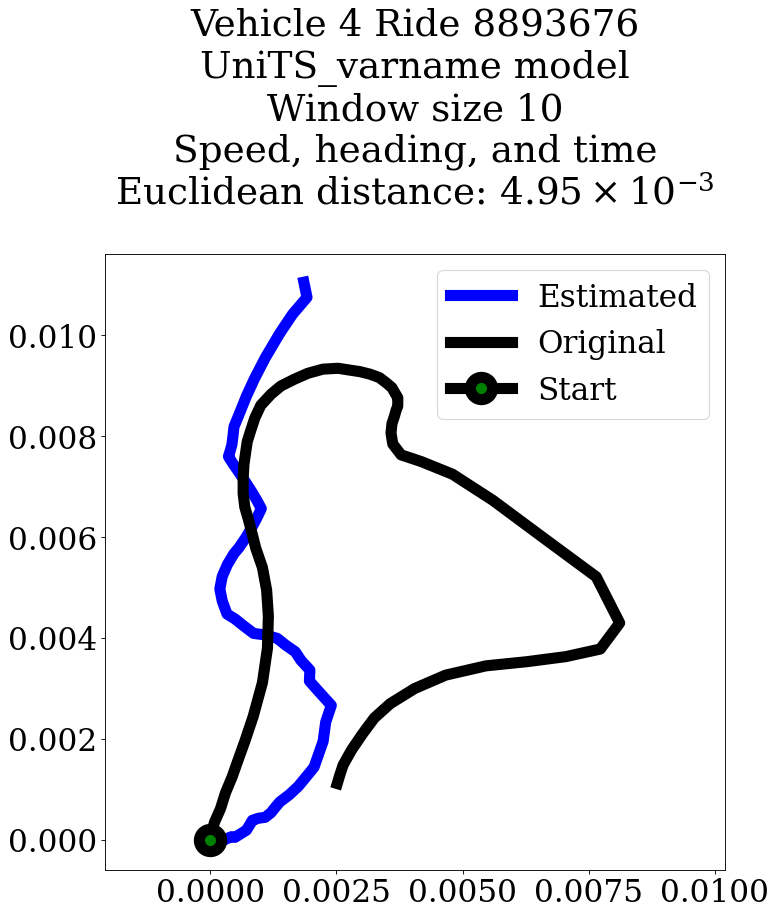 Vehicle 4 Ride 8893676
UniTS_varname model
Window size 10
Speed, heading, and time
Euclidean distance: 4.95 × 10⁻³
Estimated
Original
Start
0.010
0.008
0.006
0.004
0.002
0.000
0.0000 0.0025 0.0050 0.0075 0.0100